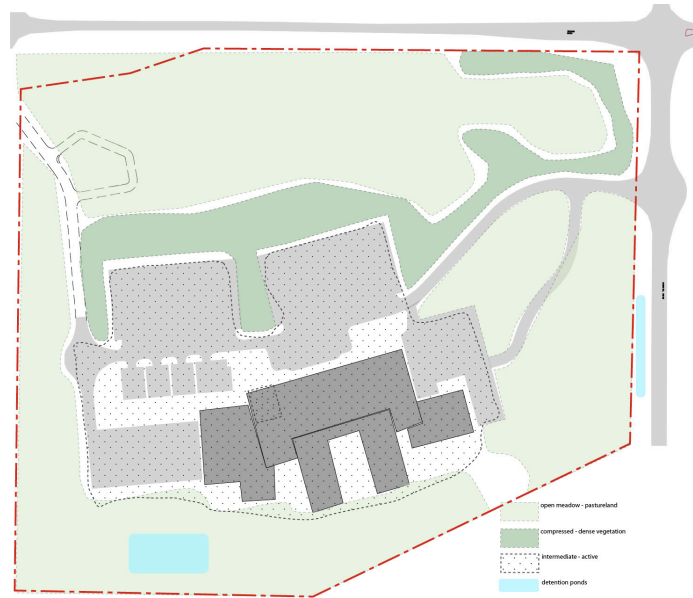 open meadow - pastureland
compressed - dense vegetation
intermediate - active
detention ponds